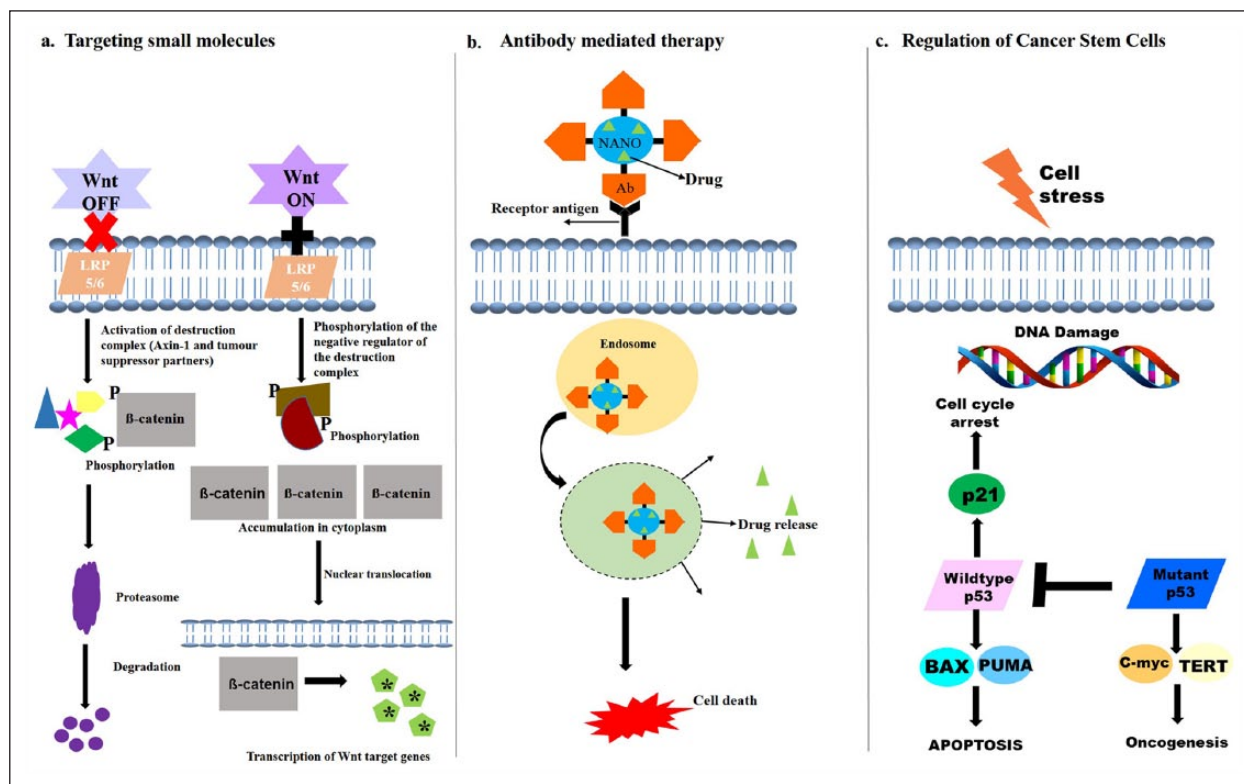 a. Targeting small molecules
Wnt
OFF
Wnt
ON
LRP
5/6
LRP
5/6
Activation of destruction
complex (Axin-1 and tumour
suppressor partners)
Phosphorylation of the
negative regulator of
the destruction
complex
P
P
ß-catenin
Phosphorylation
P
P
Phosphorylation
ß-catenin
ß-catenin
ß-catenin
Accumulation in cytoplasm
Nuclear translocation
Proteasome
Degradation
ß-catenin
*
*
*
*
Transcription of Wnt target genes
b. Antibody mediated therapy
NANO
Drug
Ab
Receptor antigen
Endosome
Drug release
Cell death
c. Regulation of Cancer Stem Cells
Cell
stress
DNA Damage
Cell cycle
arrest
p21
Wildtype
p53
Mutant
p53
BAX
PUMA
C-myc
TERT
APOPTOSIS
Oncogenesis